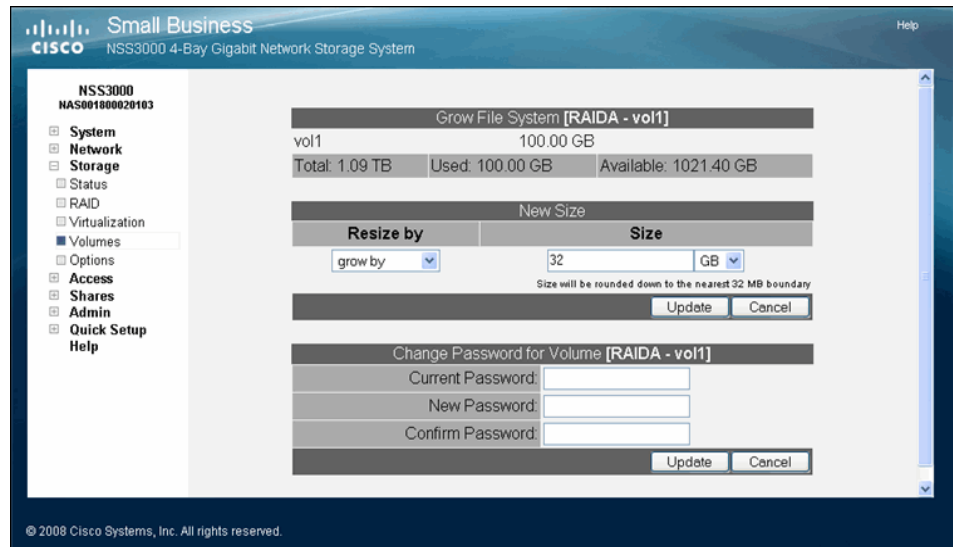 Small Business
Help
CISCO NSS3000 4-Bay Gigabit Network Storage System
NSS3000
NAS001800020103
System
Network
Storage
Status
RAID
Virtualization
Volumes
Options
Access
Shares
Admin
Quick Setup
Help
Grow File System [RAIDA - vol1]
vol1 100.00 GB
Total: 1.09 TB Used: 100.00 GB Available: 1021.40 GB
New Size
Resize by Size
grow by 32 GB
Size will be rounded down to the nearest 32 MB boundary
Update Cancel
Change Password for Volume [RAIDA - vol1]
Current Password:
New Password:
Confirm Password:
Update Cancel
© 2008 Cisco Systems, Inc. All rights reserved.